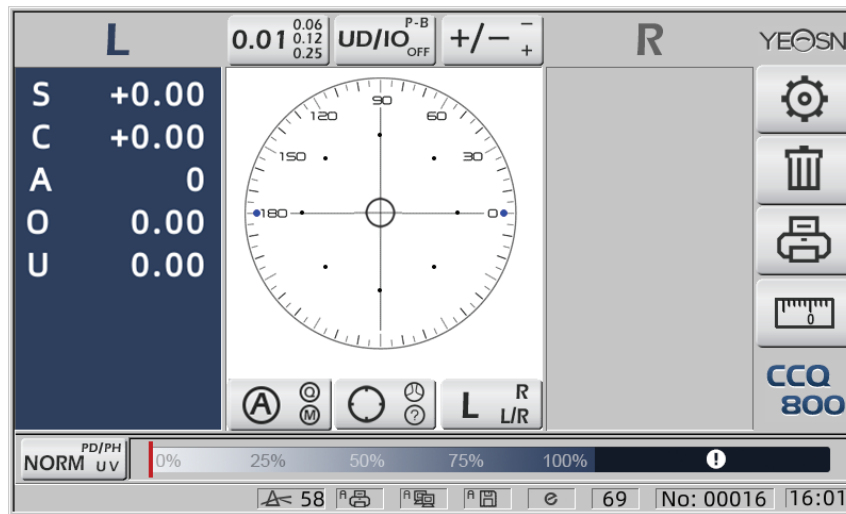 L
0.01 0.06 0.12 0.25
UD/IO P-B OFF
+/− − +
R
YEOSN
S +0.00
C +0.00
A 0
O 0.00
U 0.00
90
120
60
150
30
180
0
0
A Q M
?
L R L/R
CCQ
800
NORM PD/PH UV
0% 25% 50% 75% 100% !
58 A A A e 69 No: 00016 16:01